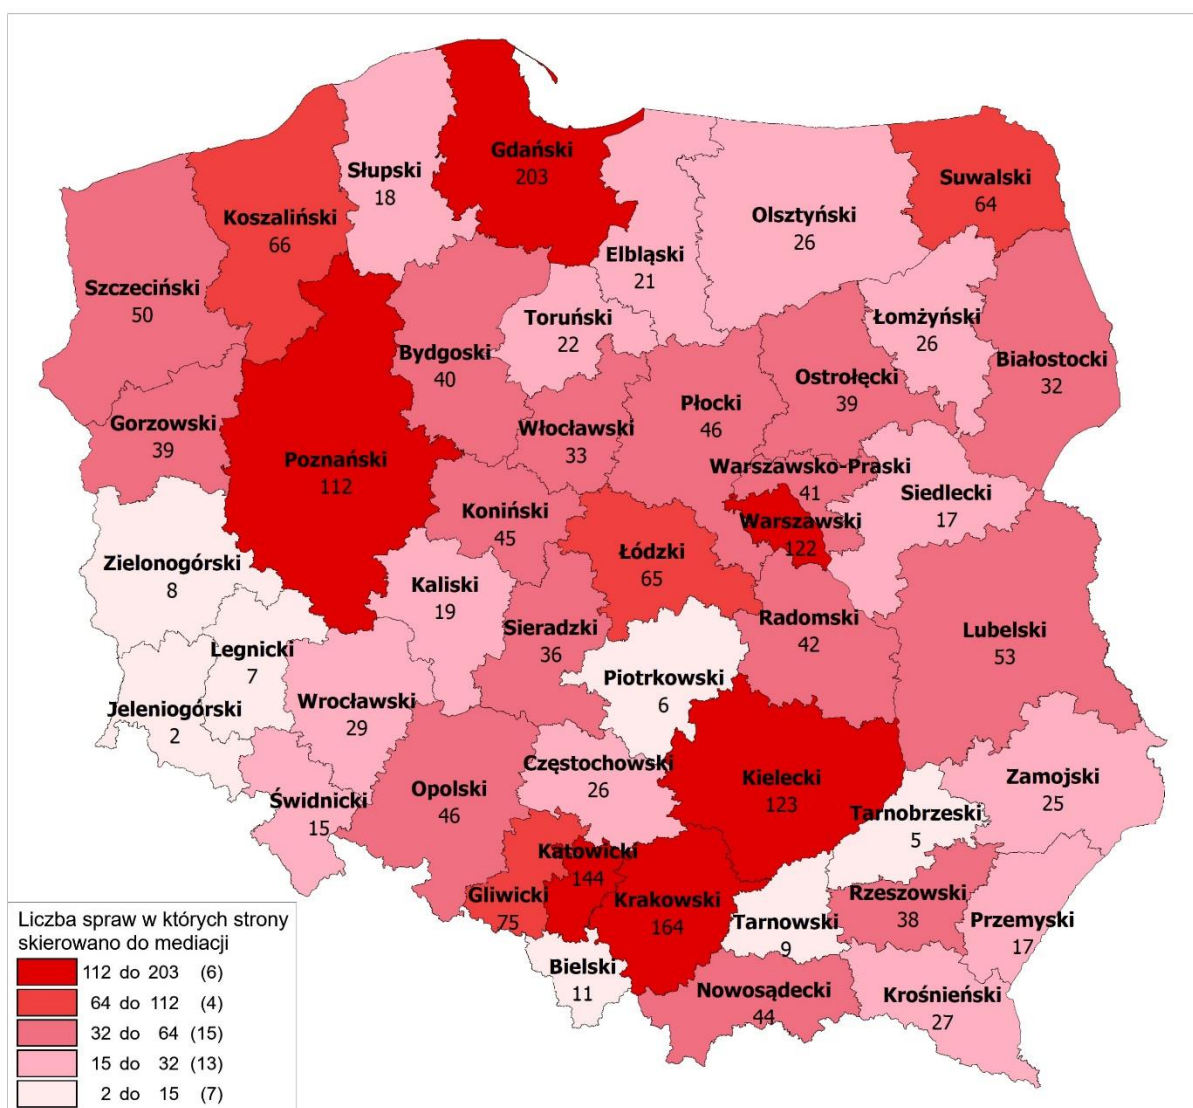 Gdański
203
Słupski
18
Suwalski
64
Koszaliński
66
Olsztyński
26
Elbląski
21
Szczeciński
50
Toruński
22
Łomżyński
26
Bydgoski
40
Białostocki
32
Ostrołęcki
39
Płocki
46
Gorzowski
39
Włocławski
33
Poznański
112
Warszawsko-Praski
41
Siedlecki
17
Koniński
45
Warszawski
122
Łódzki
65
Zielonogórski
8
Kaliski
19
Radomski
42
Sieradzki
36
Lubelski
53
Legnicki
7
Piotrkowski
6
Wrocławski
29
Jeleniogórski
2
Częstochowski
26
Kielecki
123
Zamojski
25
Opolski
46
Świdnicki
15
Tarnobrzeski
5
Katowicki
144
Gliwicki
75
Krakowski
164
Rzeszowski
38
Tarnowski
9
Przemyski
17
Bielski
11
Nowosądecki
44
Krośnieński
27
Liczba spraw w których strony
skierowano do mediacji
112 do 203 (6)
64 do 112 (4)
32 do 64 (15)
15 do 32 (13)
2 do 15 (7)